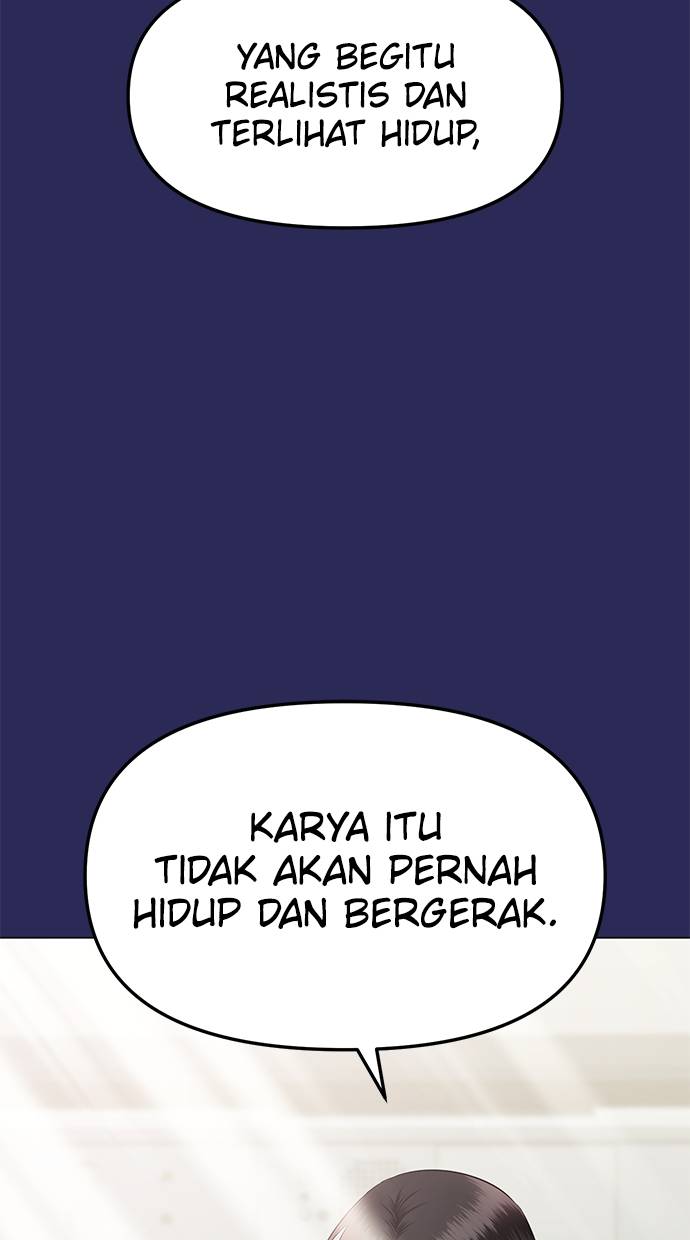 YANG BEGITU
REALISTIS DAN
TERLIHAT HIDUP,
KARYA ITU
TIDAK AKAN PERNAH
HIDUP DAN BERGERAK.